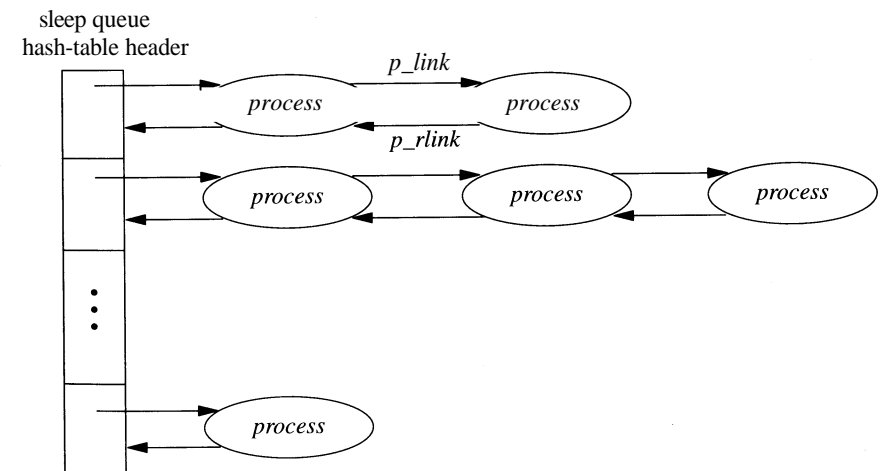 sleep queue
hash-table header
p_link
process
process
p_rlink
process
process
process
process